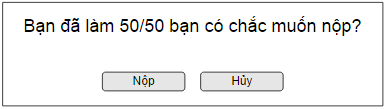 Bạn đã làm 50/50 bạn có chắc muốn nộp?
Nộp Hủy